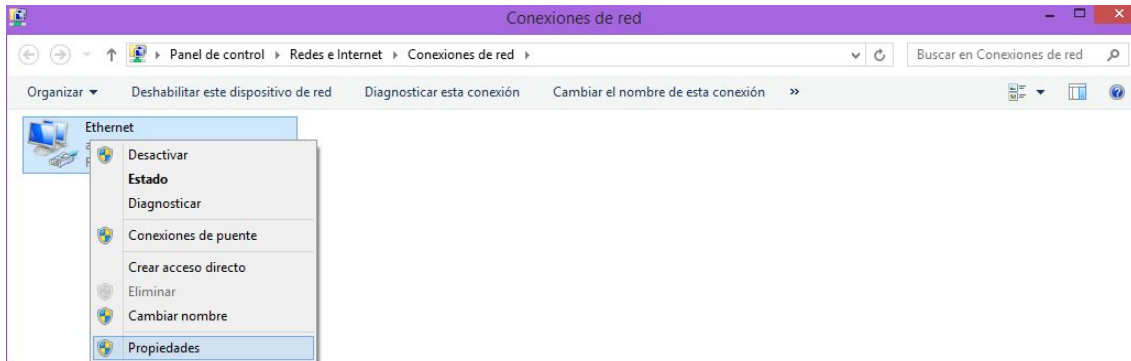 Conexiones de red
Panel de control Redes e Internet Conexiones de red
Buscar en Conexiones de red
Organizar Deshabilitar este dispositivo de red Diagnosticar esta conexión Cambiar el nombre de esta conexión »
Ethernet
Desactivar
Estado
Diagnosticar
Conexiones de puente
Crear acceso directo
Eliminar
Cambiar nombre
Propiedades